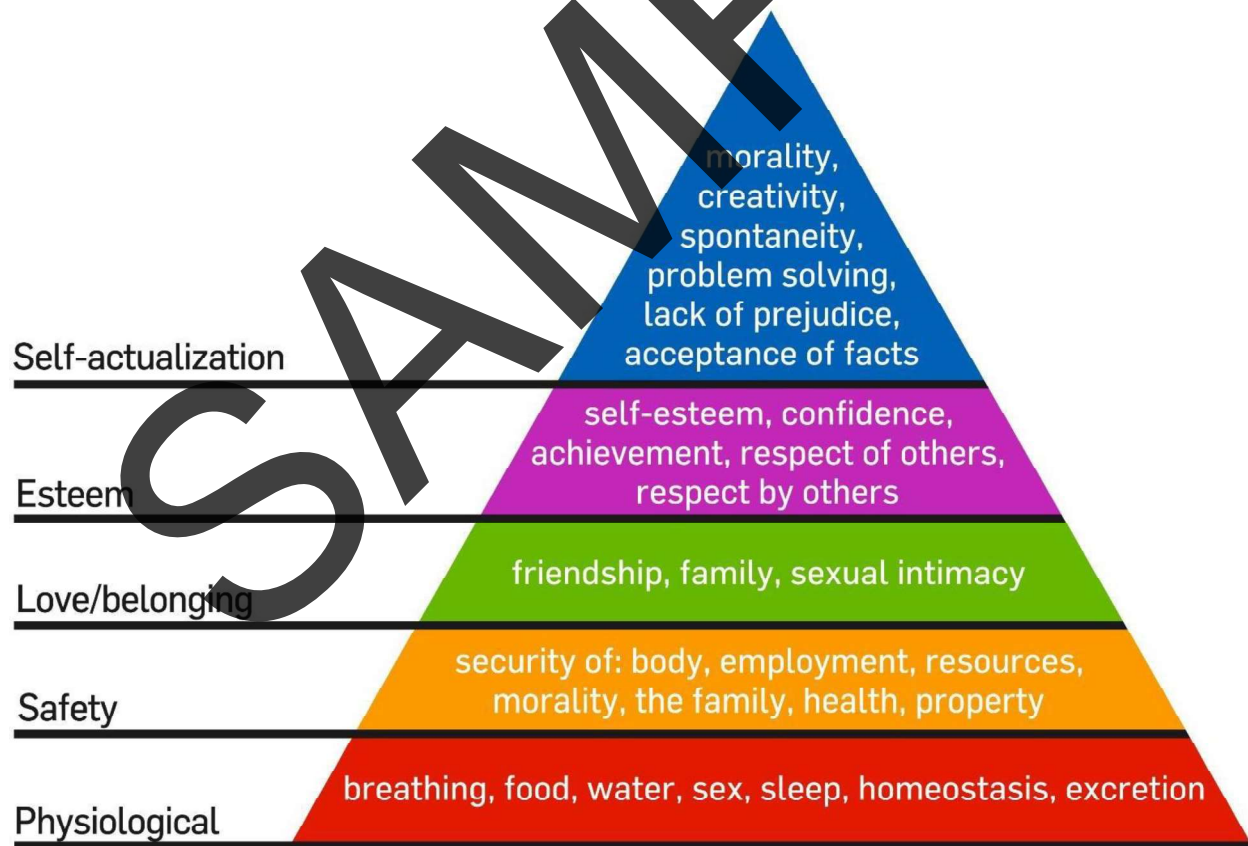 morality,
creativity,
spontaneity,
problem solving,
lack of prejudice,
acceptance of facts
Self-actualization
self-esteem, confidence,
achievement, respect of others,
respect by others
Esteem
friendship, family, sexual intimacy
Love/belonging
security of: body, employment, resources,
morality, the family, health, property
Safety
breathing, food, water, sex, sleep, homeostasis, excretion
Physiological
SAM